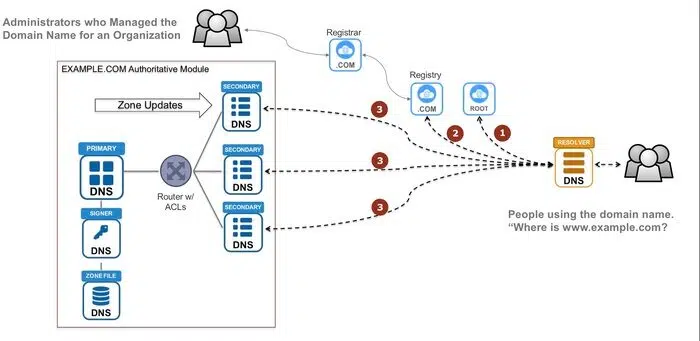 Administrators who Managed the
Domain Name for an Organization
Registrar
.COM
Registry
.COM
ROOT
EXAMPLE.COM Authoritative Module
Zone Updates
SECONDARY
DNS
3
2
1
PRIMARY
DNS
Router w/
ACLs
SECONDARY
DNS
3
RESOLVER
DNS
SIGNER
DNS
SECONDARY
DNS
3
People using the domain name.
“Where is www.example.com?
ZONE FILE
DNS